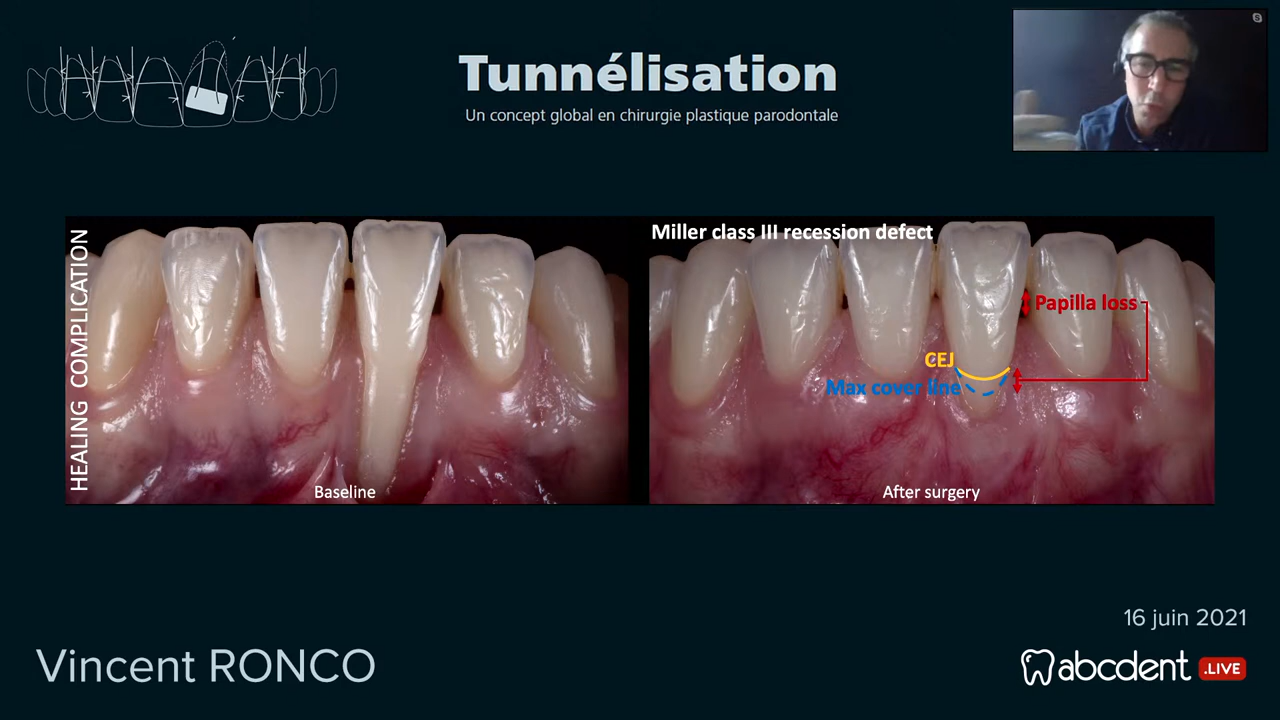 Tunnélisation
Un concept global en chirurgie plastique parodontale
HEALING COMPLICATION
Baseline
Miller class III recession defect
Papilla loss
CEJ
Max cover line
After surgery
16 juin 2021
Vincent RONCO
abcdent .LIVE